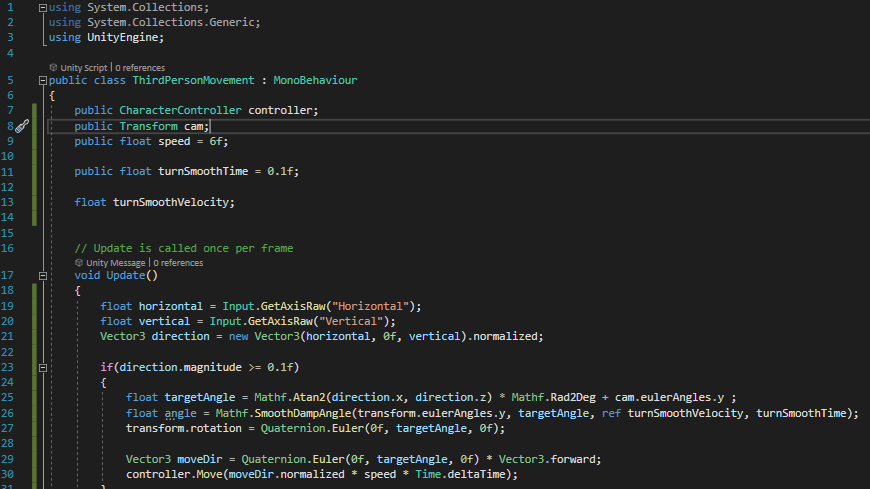 1 using System.Collections;
2 using System.Collections.Generic;
3 using UnityEngine;
4
Unity Script | 0 references
5 public class ThirdPersonMovement : MonoBehaviour
6 {
7 public CharacterController controller;
8 public Transform cam;
9 public float speed = 6f;
10
11 public float turnSmoothTime = 0.1f;
12
13 float turnSmoothVelocity;
14
15
16 // Update is called once per frame
Unity Message | 0 references
17 void Update()
18 {
19 float horizontal = Input.GetAxisRaw("Horizontal");
20 float vertical = Input.GetAxisRaw("Vertical");
21 Vector3 direction = new Vector3(horizontal, 0f, vertical).normalized;
22
23 if(direction.magnitude >= 0.1f)
24 {
25 float targetAngle = Mathf.Atan2(direction.x, direction.z) * Mathf.Rad2Deg + cam.eulerAngles.y ;
26 float angle = Mathf.SmoothDampAngle(transform.eulerAngles.y, targetAngle, ref turnSmoothVelocity, turnSmoothTime);
27 transform.rotation = Quaternion.Euler(0f, targetAngle, 0f);
28
29 Vector3 moveDir = Quaternion.Euler(0f, targetAngle, 0f) * Vector3.forward;
30 controller.Move(moveDir.normalized * speed * Time.deltaTime);
31 }